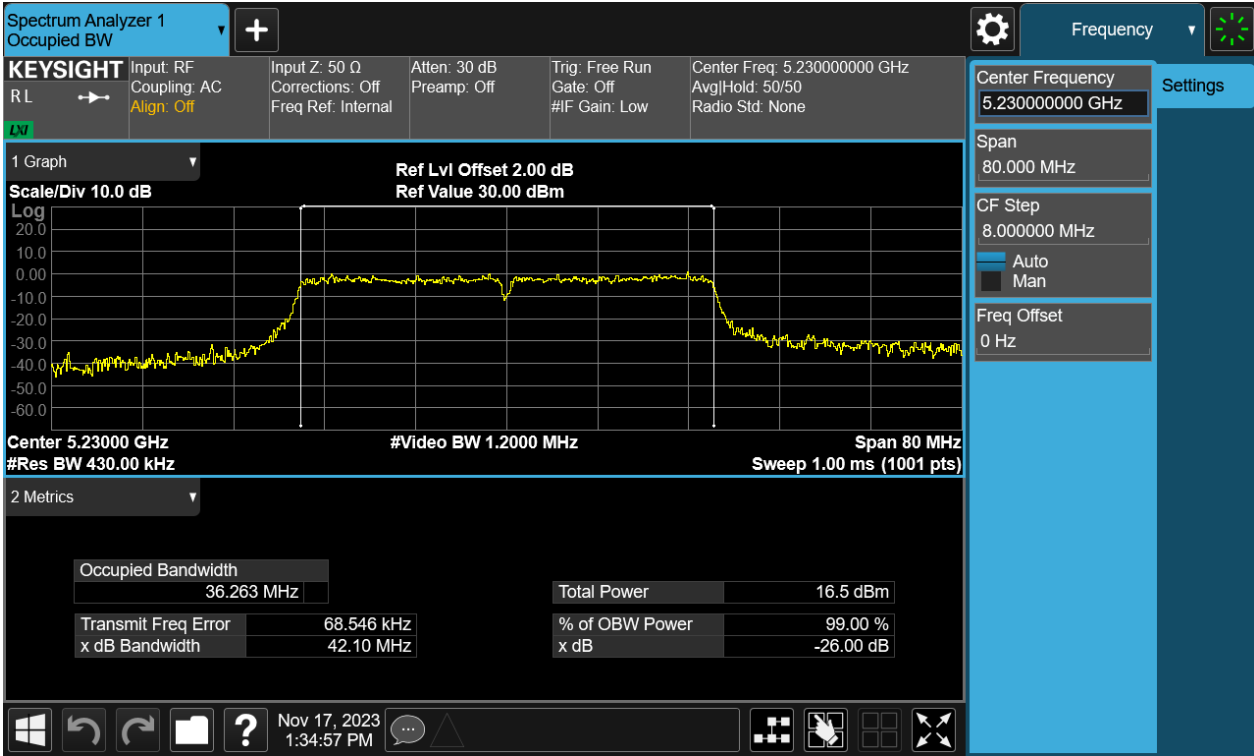 Spectrum Analyzer 1
Occupied BW
Frequency
KEYSIGHT
R L
LXI
Input: RF
Coupling: AC
Align: Off
Input Z: 50 Ω
Corrections: Off
Freq Ref: Internal
Atten: 30 dB
Preamp: Off
Trig: Free Run
Gate: Off
#IF Gain: Low
Center Freq: 5.230000000 GHz
Avg|Hold: 50/50
Radio Std: None
Center Frequency
5.230000000 GHz
Settings
Span
80.000 MHz
CF Step
8.000000 MHz
Auto
Man
Freq Offset
0 Hz
1 Graph
Scale/Div 10.0 dB
Ref Lvl Offset 2.00 dB
Ref Value 30.00 dBm
Log
20.0
10.0
0.00
-10.0
-20.0
-30.0
-40.0
-50.0
-60.0
Center 5.23000 GHz
#Video BW 1.2000 MHz
Span 80 MHz
#Res BW 430.00 kHz
Sweep 1.00 ms (1001 pts)
2 Metrics
Occupied Bandwidth
36.263 MHz
Total Power 16.5 dBm
Transmit Freq Error 68.546 kHz
% of OBW Power 99.00 %
x dB Bandwidth 42.10 MHz
x dB -26.00 dB
?
Nov 17, 2023
1:34:57 PM